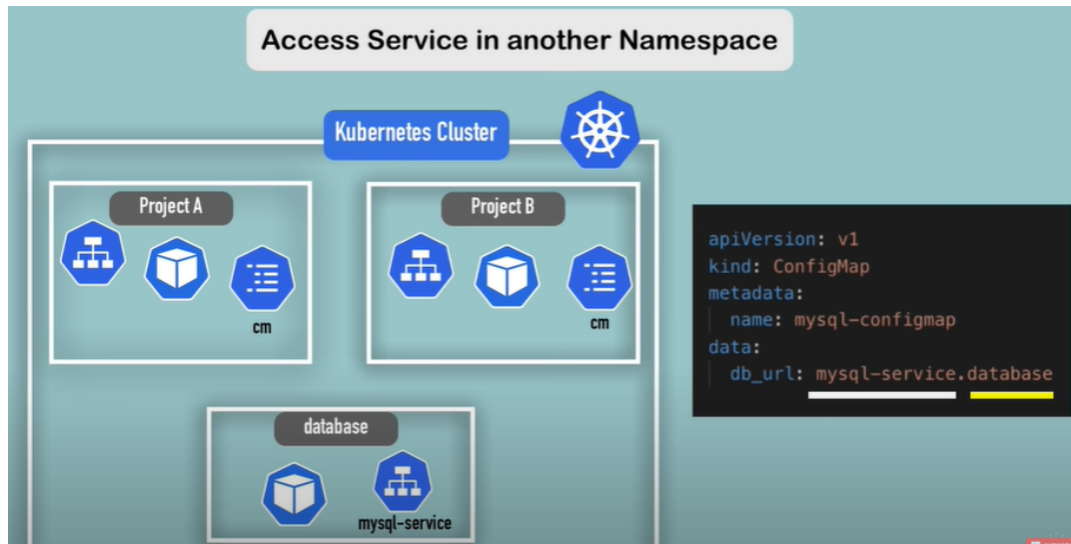 Access Service in another Namespace
Kubernetes Cluster
Project A
cm
Project B
cm
database
mysql-service
apiVersion: v1
kind: ConfigMap
metadata:
name: mysql-configmap
data:
db_url: mysql-service.database